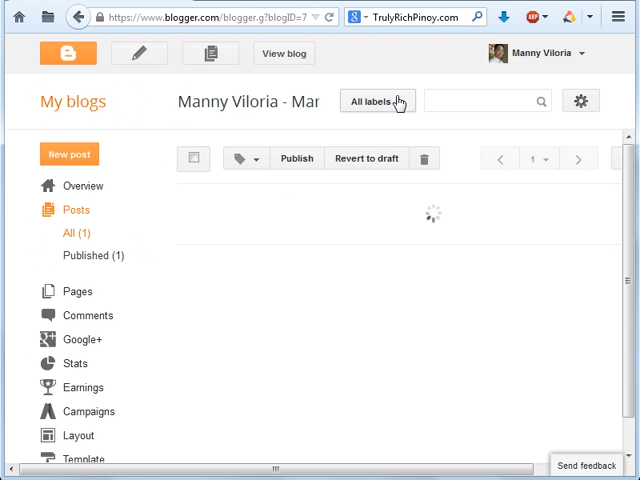 https://www.blogger.com/blogger.g?blogID=7
TrulyRichPinoy.com
View blog
Manny Viloria
My blogs
Manny Viloria - Mar
All labels
New post
Publish
Revert to draft
1
Overview
Posts
All (1)
Published (1)
Pages
Comments
Google+
Stats
Earnings
Campaigns
Layout
Template
Send feedback